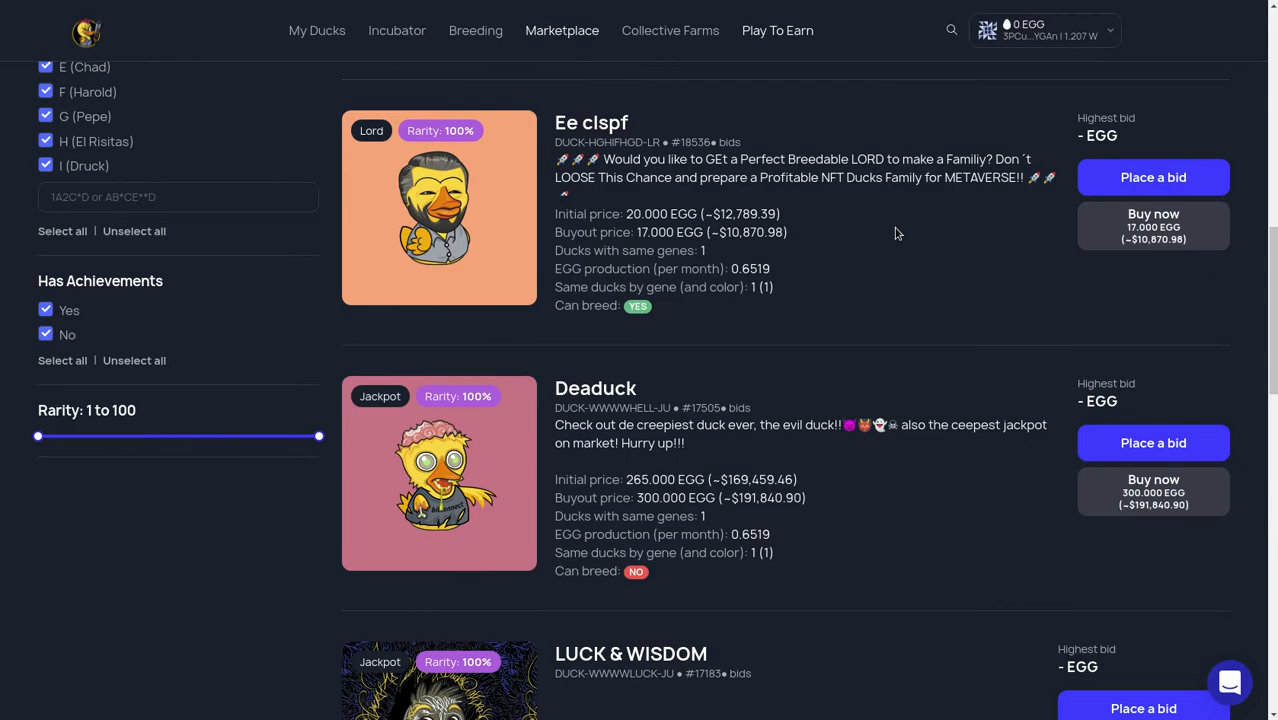 My Ducks
Incubator
Breeding
Marketplace
Collective Farms
Play To Earn
0 EGG
3PCu...YGAn | 1.207 W
E (Chad)
F (Harold)
G (Pepe)
H (El Risitas)
I (Druck)
1A2C*D or AB*CE**D
Select all | Unselect all
Has Achievements
Yes
No
Select all | Unselect all
Rarity: 1 to 100
Lord
Rarity: 100%
Ee clspf
DUCK-HGHIFHGD-LR ● #18536● bids
🚀🚀🚀 Would you like to GEt a Perfect Breedable LORD to make a Familiy? Don´t
LOOSE This Chance and prepare a Profitable NFT Ducks Family for METAVERSE!! 🚀🚀
Initial price: 20.000 EGG (~$12,789.39)
Buyout price: 17.000 EGG (~$10,870.98)
Ducks with same genes: 1
EGG production (per month): 0.6519
Same ducks by gene (and color): 1 (1)
Can breed: YES
Highest bid
- EGG
Place a bid
Buy now
17.000 EGG
(~$10,870.98)
Jackpot
Rarity: 100%
Deaduck
DUCK-WWWWHELL-JU ● #17505● bids
Check out de creepiest duck ever, the evil duck!!😈👹👻☠ also the ceepest jackpot
on market! Hurry up!!!
Initial price: 265.000 EGG (~$169,459.46)
Buyout price: 300.000 EGG (~$191,840.90)
Ducks with same genes: 1
EGG production (per month): 0.6519
Same ducks by gene (and color): 1 (1)
Can breed: NO
Highest bid
- EGG
Place a bid
Buy now
300.000 EGG
(~$191,840.90)
Jackpot
Rarity: 100%
LUCK & WISDOM
DUCK-WWWWLUCK-JU ● #17183● bids
Highest bid
- EGG
Place a bid